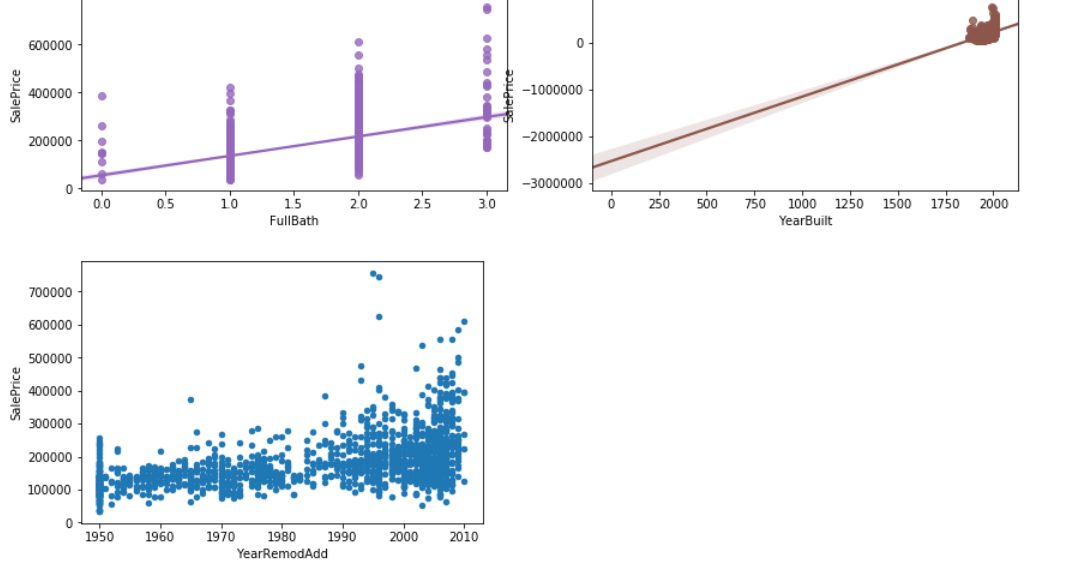 600000
400000
200000
0
SalePrice
0.0 0.5 1.0 1.5 2.0 2.5 3.0
FullBath
0
−1000000
−2000000
−3000000
SalePrice
0 250 500 750 1000 1250 1500 1750 2000
YearBuilt
700000
600000
500000
400000
300000
200000
100000
0
SalePrice
1950 1960 1970 1980 1990 2000 2010
YearRemodAdd